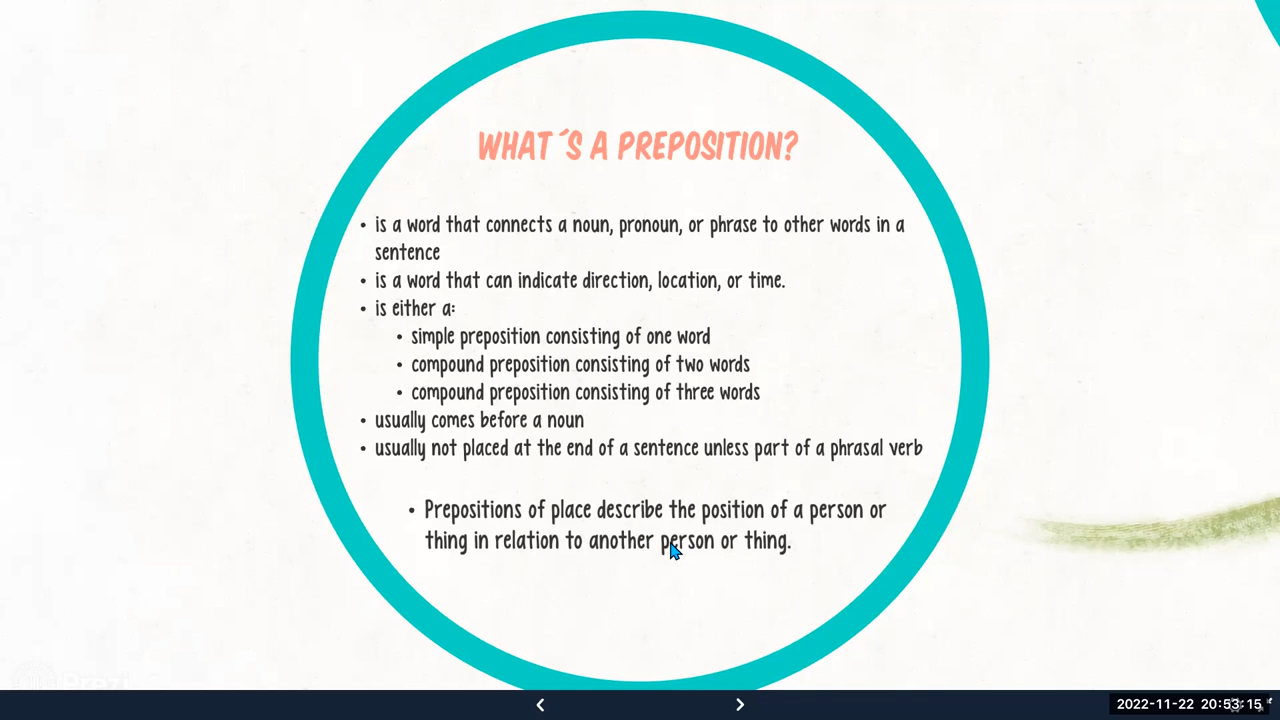 WHAT ´S A PREPOSITION?
• is a word that connects a noun, pronoun, or phrase to other words in a
sentence
• is a word that can indicate direction, location, or time.
• is either a:
• simple preposition consisting of one word
• compound preposition consisting of two words
• compound preposition consisting of three words
• usually comes before a noun
• usually not placed at the end of a sentence unless part of a phrasal verb
• Prepositions of place describe the position of a person or
thing in relation to another person or thing.
Prezi
2022-11-22 20:53:15